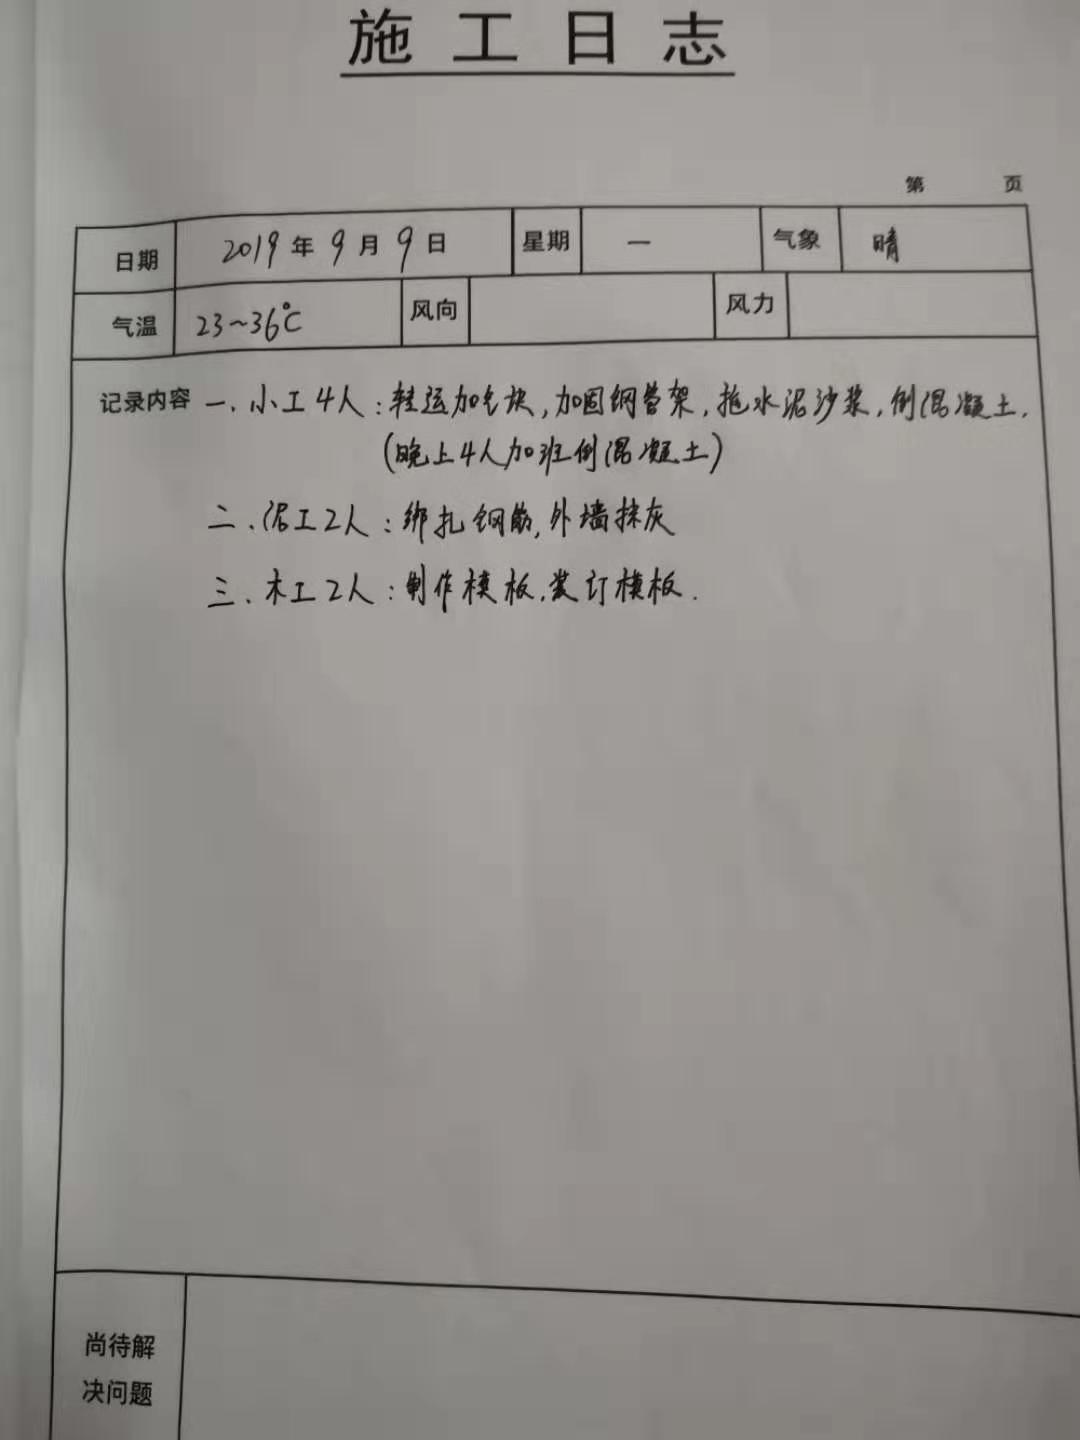 施工日志
第 页
日期 2019年9月9日 星期 一 气象 晴
气温 23~36℃ 风向 风力
记录内容 一.小工4人:转运加气块,加固钢管架,拖水泥沙浆,倒混凝土.
(晚上4人加班倒混凝土)
二.泥工2人:绑扎钢筋,外墙抹灰
三.木工2人:制作模板,装订模板.
尚待解
决问题